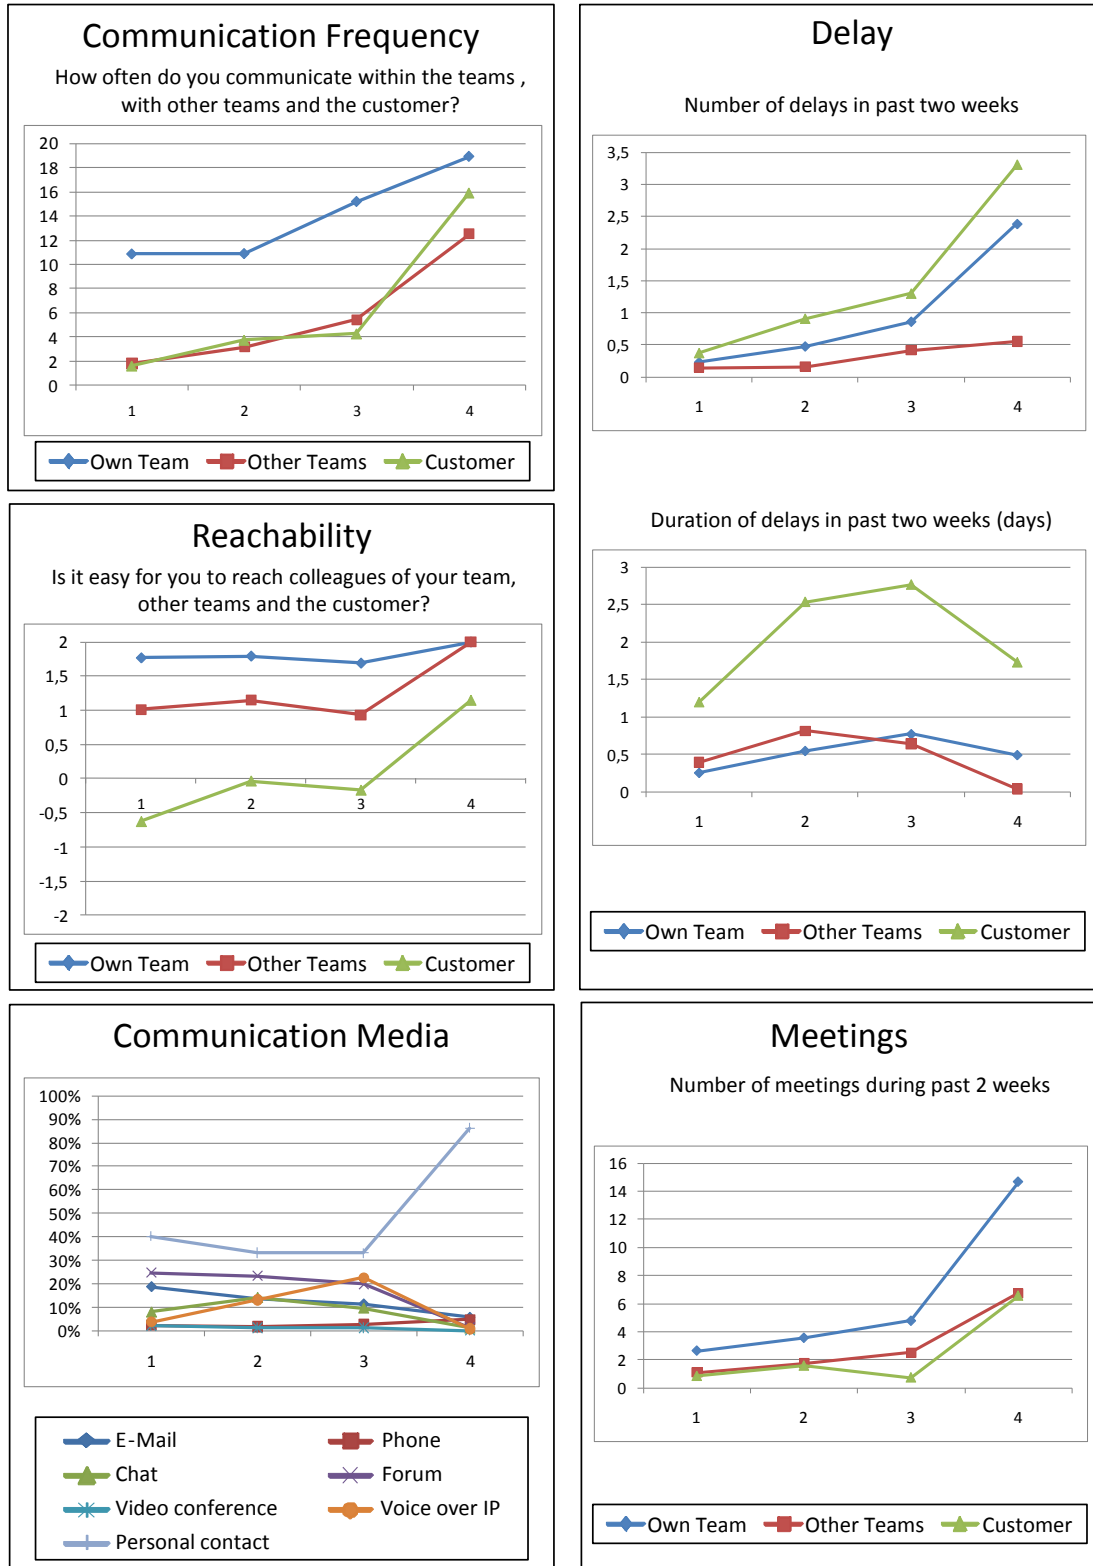 Communication Frequency
How often do you communicate within the teams ,
with other teams and the customer?
20
18
16
14
12
10
8
6
4
2
0
1 2 3 4
Own Team Other Teams Customer
Delay
Number of delays in past two weeks
3,5
3
2,5
2
1,5
1
0,5
0
1 2 3 4
Duration of delays in past two weeks (days)
3
2,5
2
1,5
1
0,5
0
1 2 3 4
Own Team Other Teams Customer
Reachability
Is it easy for you to reach colleagues of your team,
other teams and the customer?
2
1,5
1
0,5
0
-0,5
-1
-1,5
-2
1 2 3 4
Own Team Other Teams Customer
Communication Media
100%
90%
80%
70%
60%
50%
40%
30%
20%
10%
0%
1 2 3 4
E-Mail Phone
Chat Forum
Video conference Voice over IP
Personal contact
Meetings
Number of meetings during past 2 weeks
16
14
12
10
8
6
4
2
0
1 2 3 4
Own Team Other Teams Customer